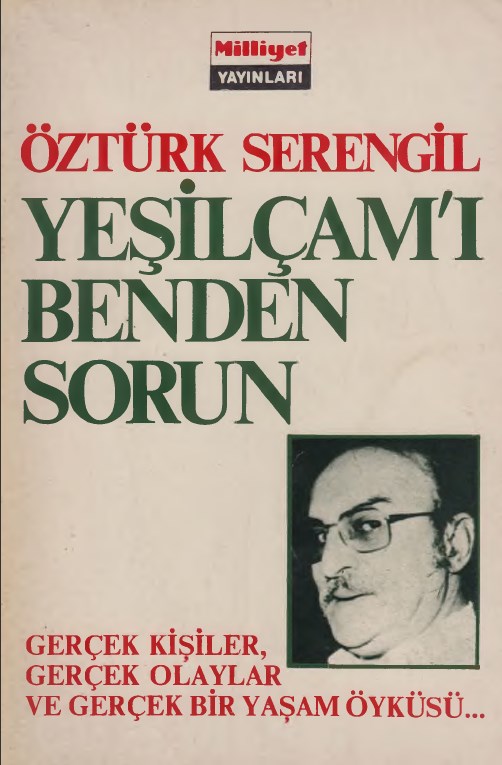 Milliyet
YAYINLARI
ÖZTÜRK SERENGİL
YEŞİLÇAM'I
BENDEN
SORUN
GERÇEK KİŞİLER,
GERÇEK OLAYLAR
VE GERÇEK BİR YAŞAM ÖYKÜSÜ...